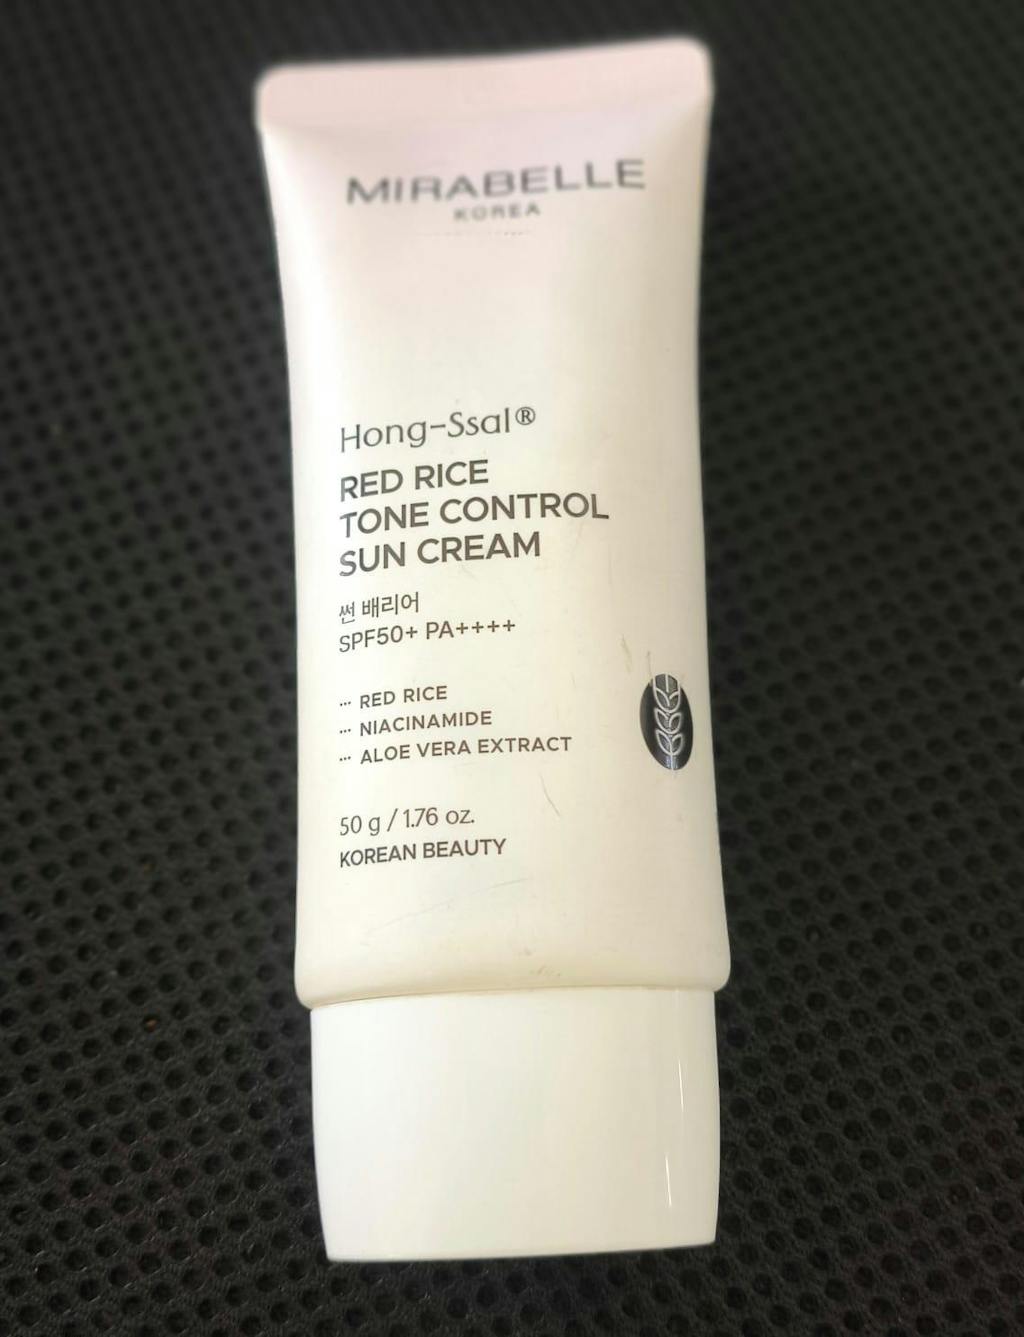 MIRABELLE
KOREA
Hong-Ssal®
RED RICE
TONE CONTROL
SUN CREAM
썬 배리어
SPF50+ PA++++
··· RED RICE
··· NIACINAMIDE
··· ALOE VERA EXTRACT
50 g / 1.76 oz.
KOREAN BEAUTY